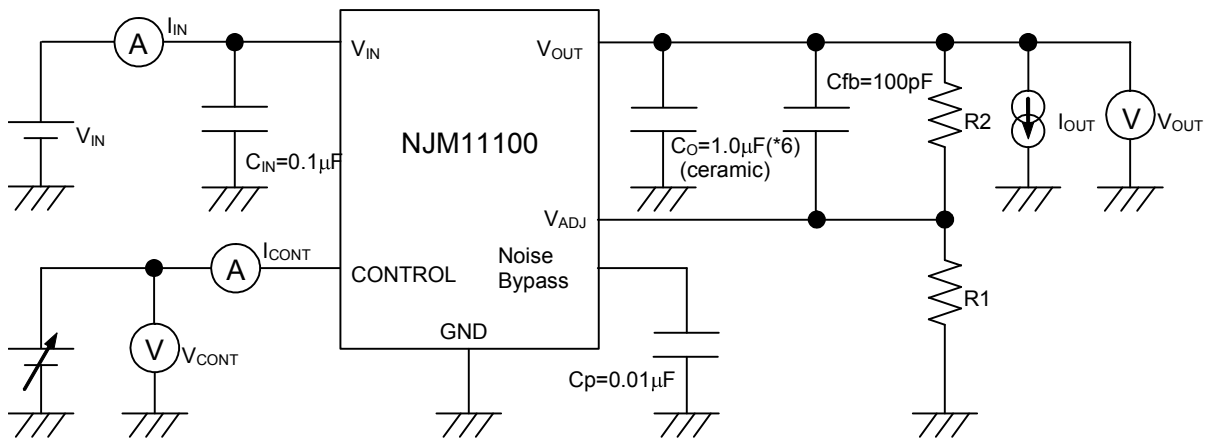 IIN
A
VIN
CIN=0.1μF
VIN
VOUT
NJM11100
VADJ
Noise
Bypass
CONTROL
GND
Cfb=100pF
CO=1.0μF(*6)
(ceramic)
R2
IOUT
V
VOUT
ICONT
A
V
VCONT
Cp=0.01μF
R1